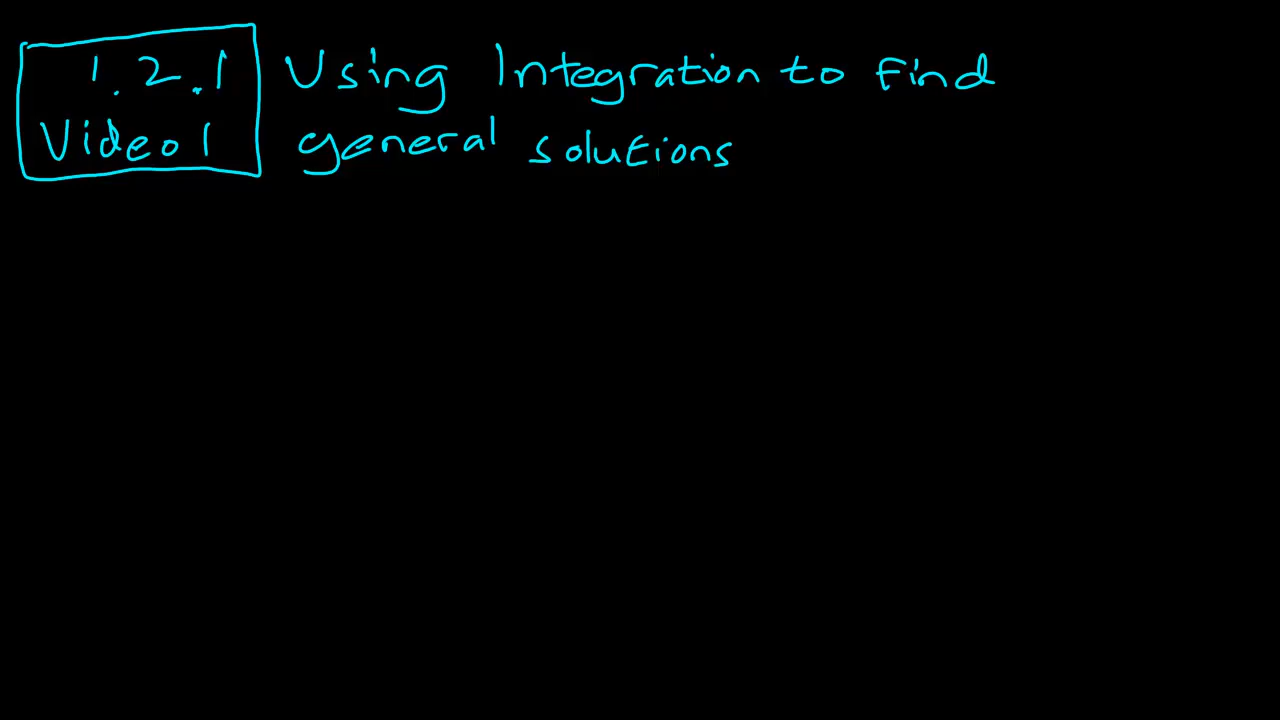 1.2.1 Using Integration to find
Video 1 general solutions